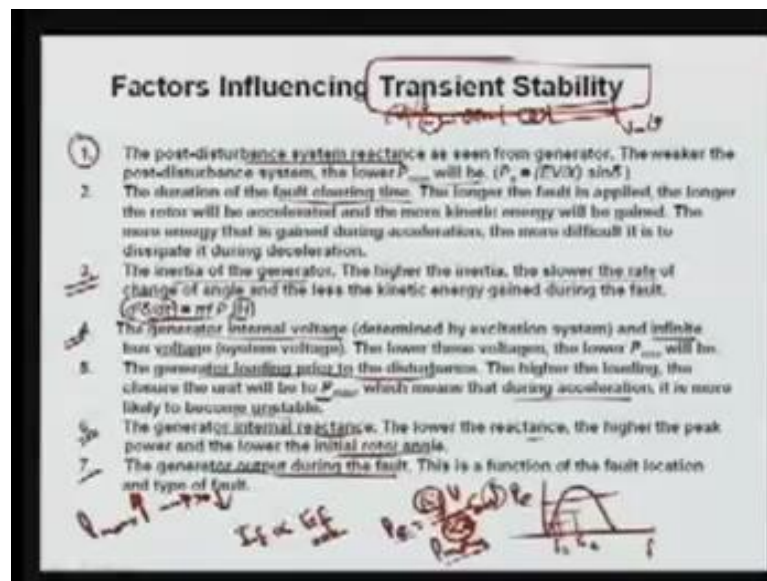 Factors Influencing Transient Stability
1. The post-disturbance system reactance as seen from generator. The weaker the
post-disturbance system, the lower Pmax will be. (Pe = (EV/X) sinδ)
2. The duration of the fault clearing time. The longer the fault is applied, the longer
the rotor will be accelerated and the more kinetic energy will be gained. The
more energy that is gained during acceleration, the more difficult it is to
dissipate it during deceleration.
3. The inertia of the generator. The higher the inertia, the slower the rate of
change of angle and the less the kinetic energy gained during the fault.
4. The generator internal voltage (determined by excitation system) and infinite
bus voltage (system voltage). The lower these voltages, the lower Pmax will be.
5. The generator loading prior to the disturbance. The higher the loading, the
closure the unit will be to Pmax, which means that during acceleration, it is more
likely to become unstable.
6. The generator internal reactance. The lower the reactance, the higher the peak
power and the lower the initial rotor angle.
7. The generator output during the fault. This is a function of the fault location
and type of fault.
If ∝ Ef
Pe =